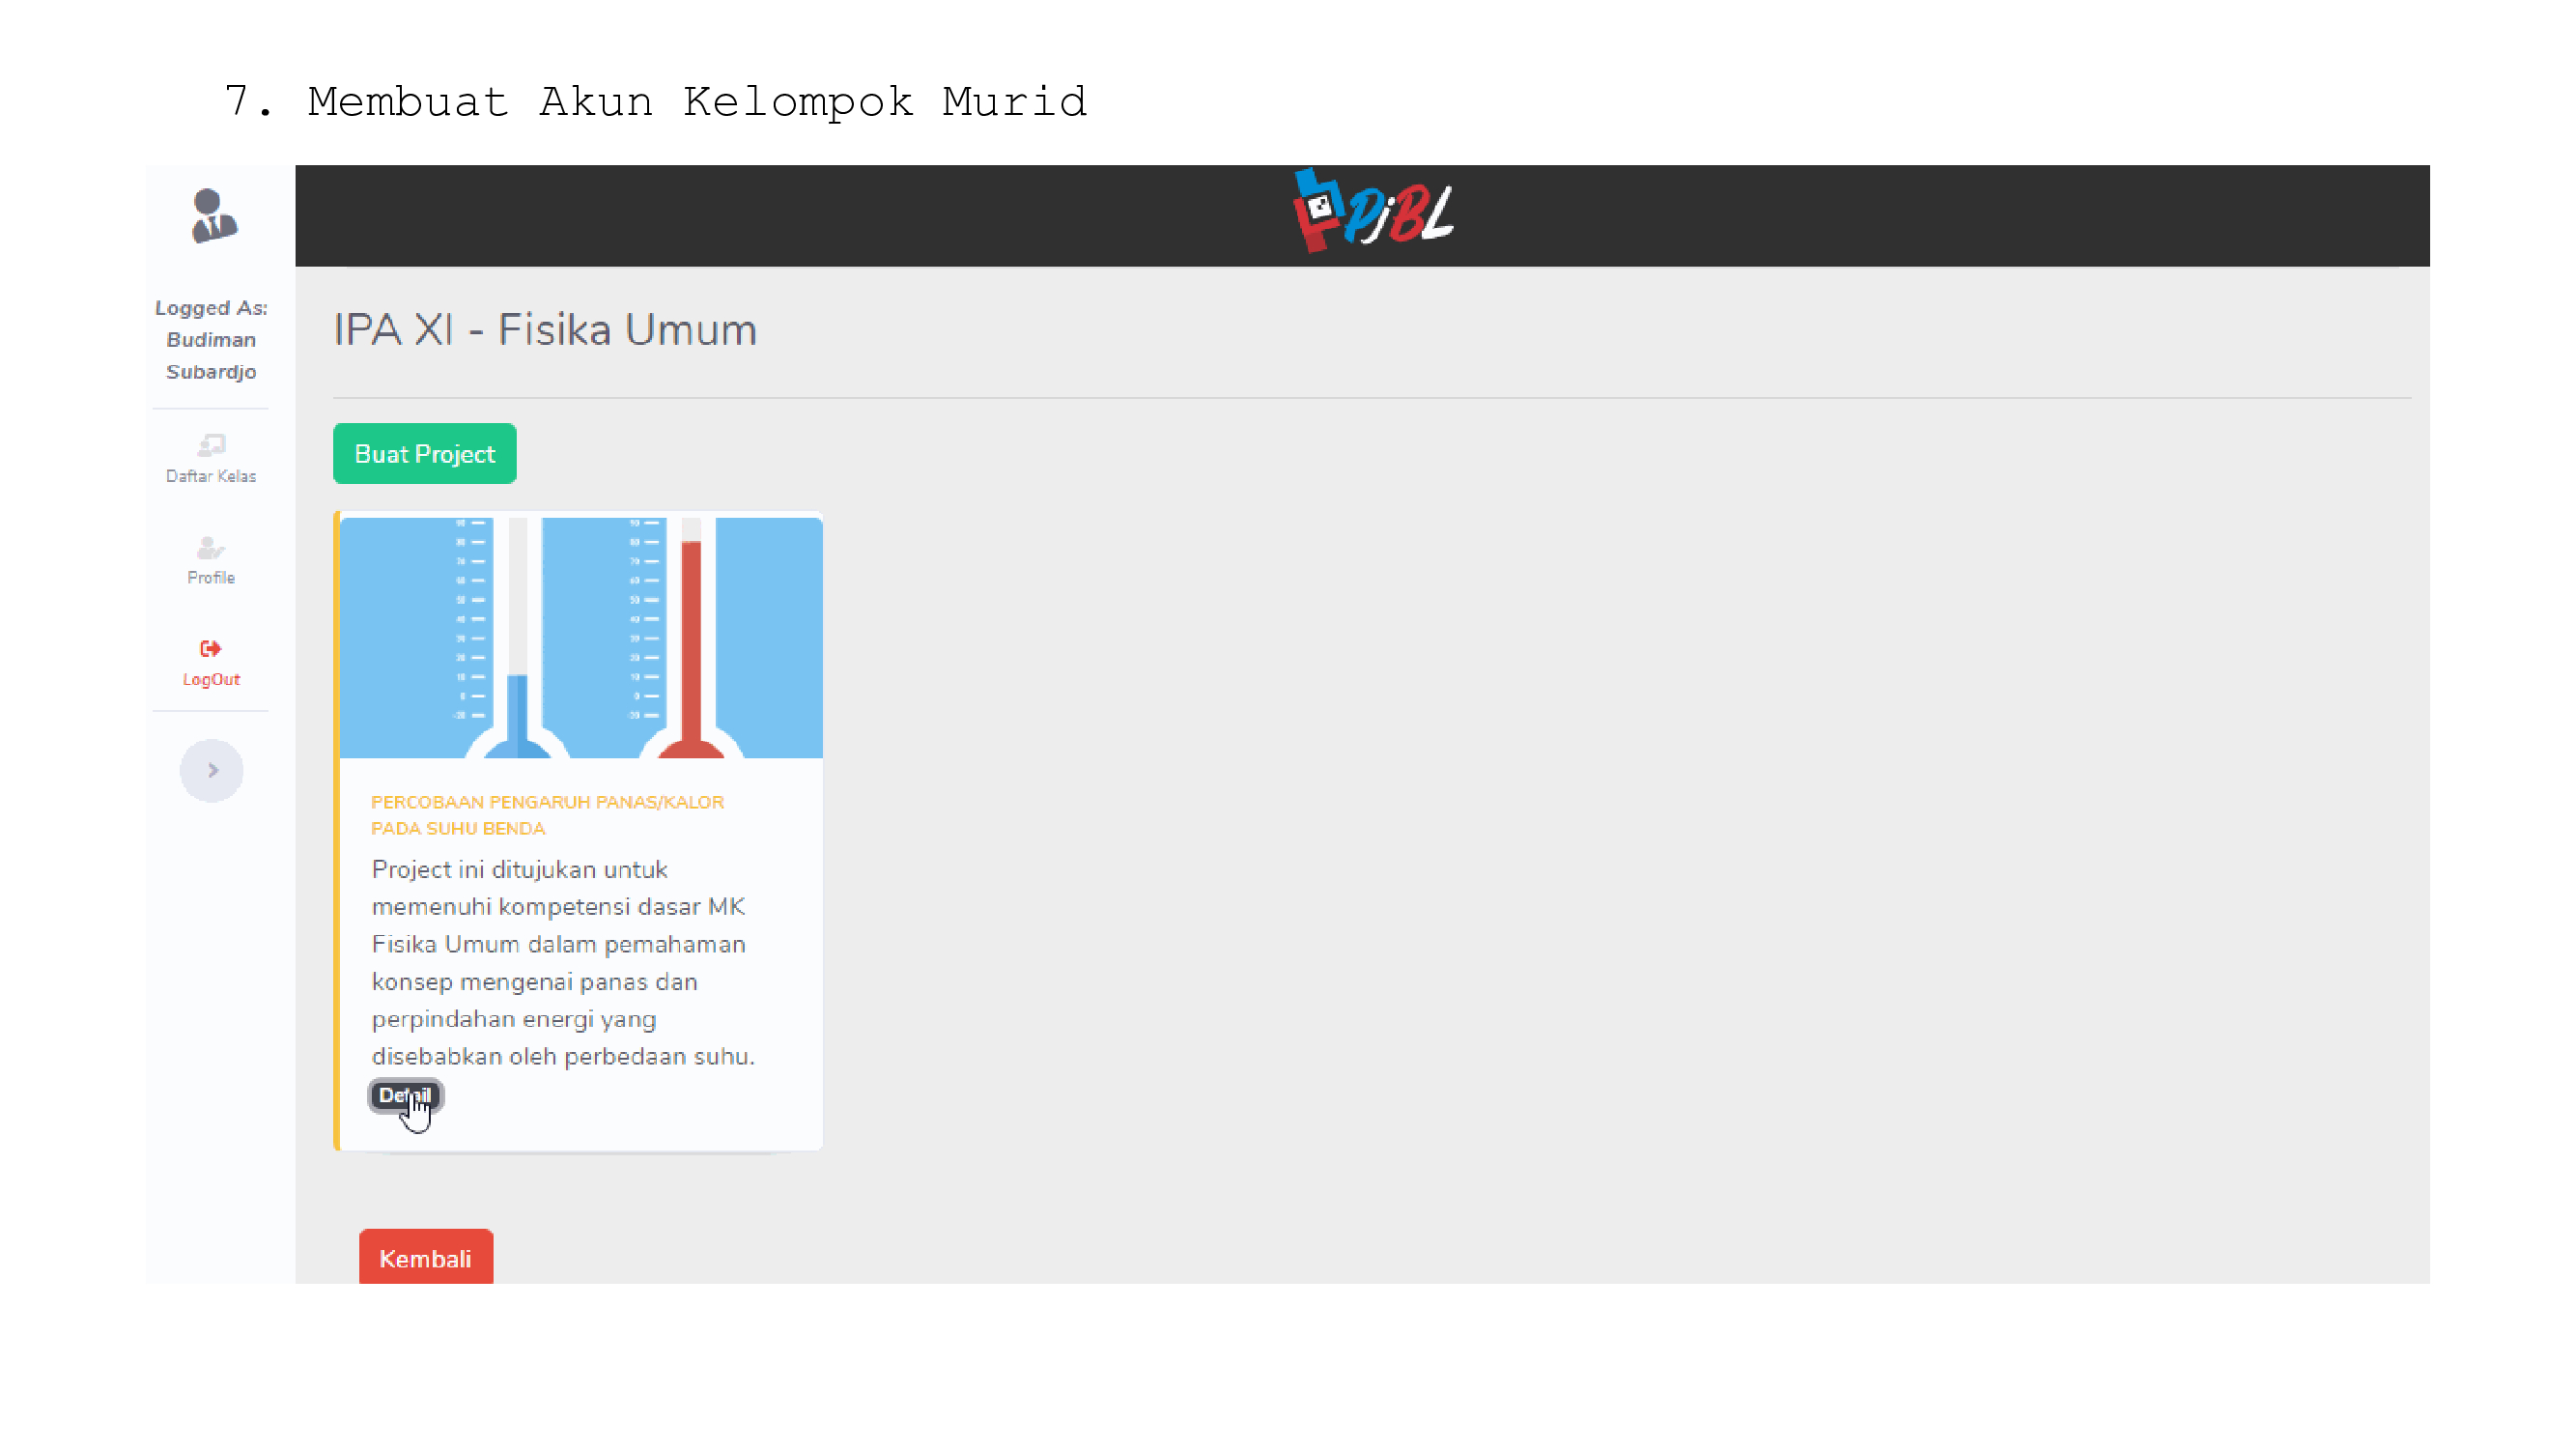 7. Membuat Akun Kelompok Murid
PjBL
Logged As:
Budiman
Subardjo
Daftar Kelas
Profile
LogOut
IPA XI - Fisika Umum
Buat Project
PERCOBAAN PENGARUH PANAS/KALOR
PADA SUHU BENDA
Project ini ditujukan untuk
memenuhi kompetensi dasar MK
Fisika Umum dalam pemahaman
konsep mengenai panas dan
perpindahan energi yang
disebabkan oleh perbedaan suhu.
Detail
Kembali